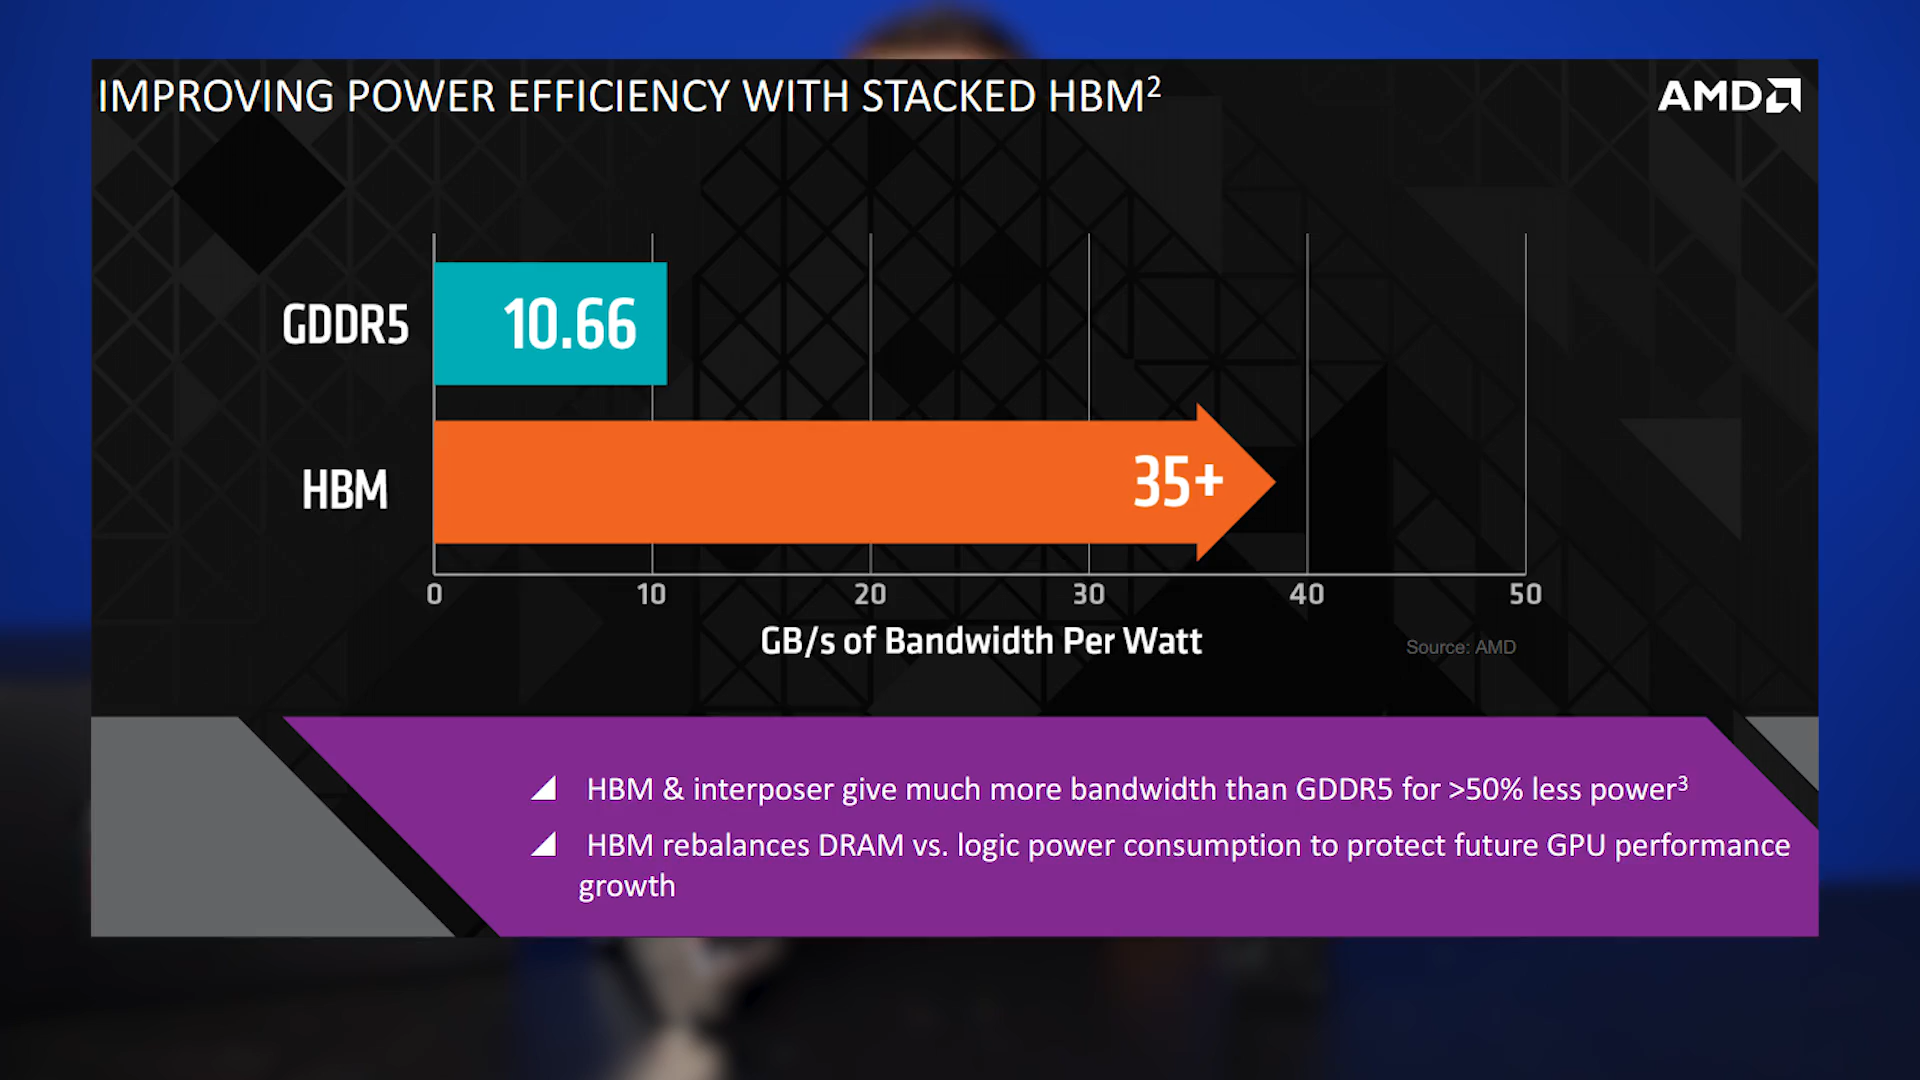 IMPROVING POWER EFFICIENCY WITH STACKED HBM²
AMD
GDDR5
10.66
HBM
35+
0 10 20 30 40 50
GB/s of Bandwidth Per Watt
Source: AMD
HBM & interposer give much more bandwidth than GDDR5 for >50% less power³
HBM rebalances DRAM vs. logic power consumption to protect future GPU performance
growth